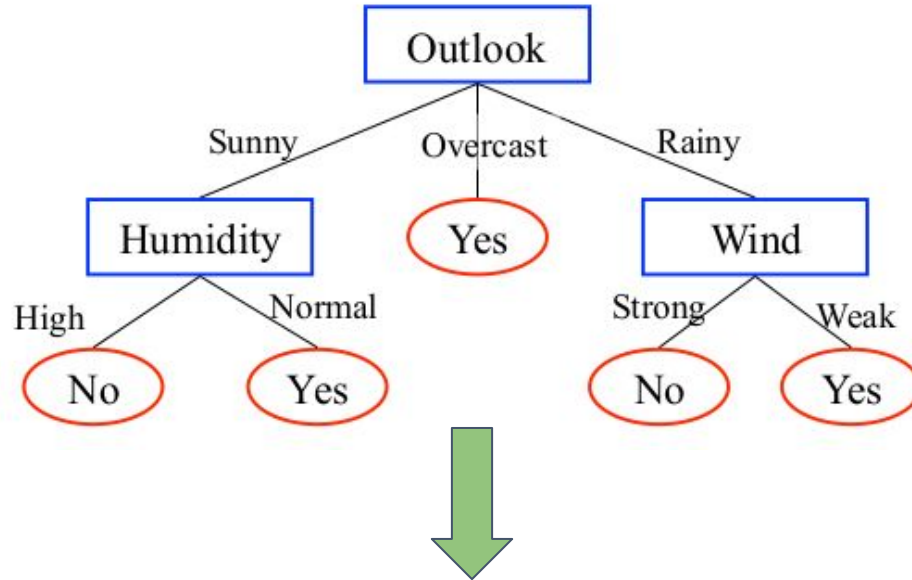 Outlook
Sunny Overcast Rainy
Humidity Yes Wind
High Normal Strong Weak
No Yes No Yes